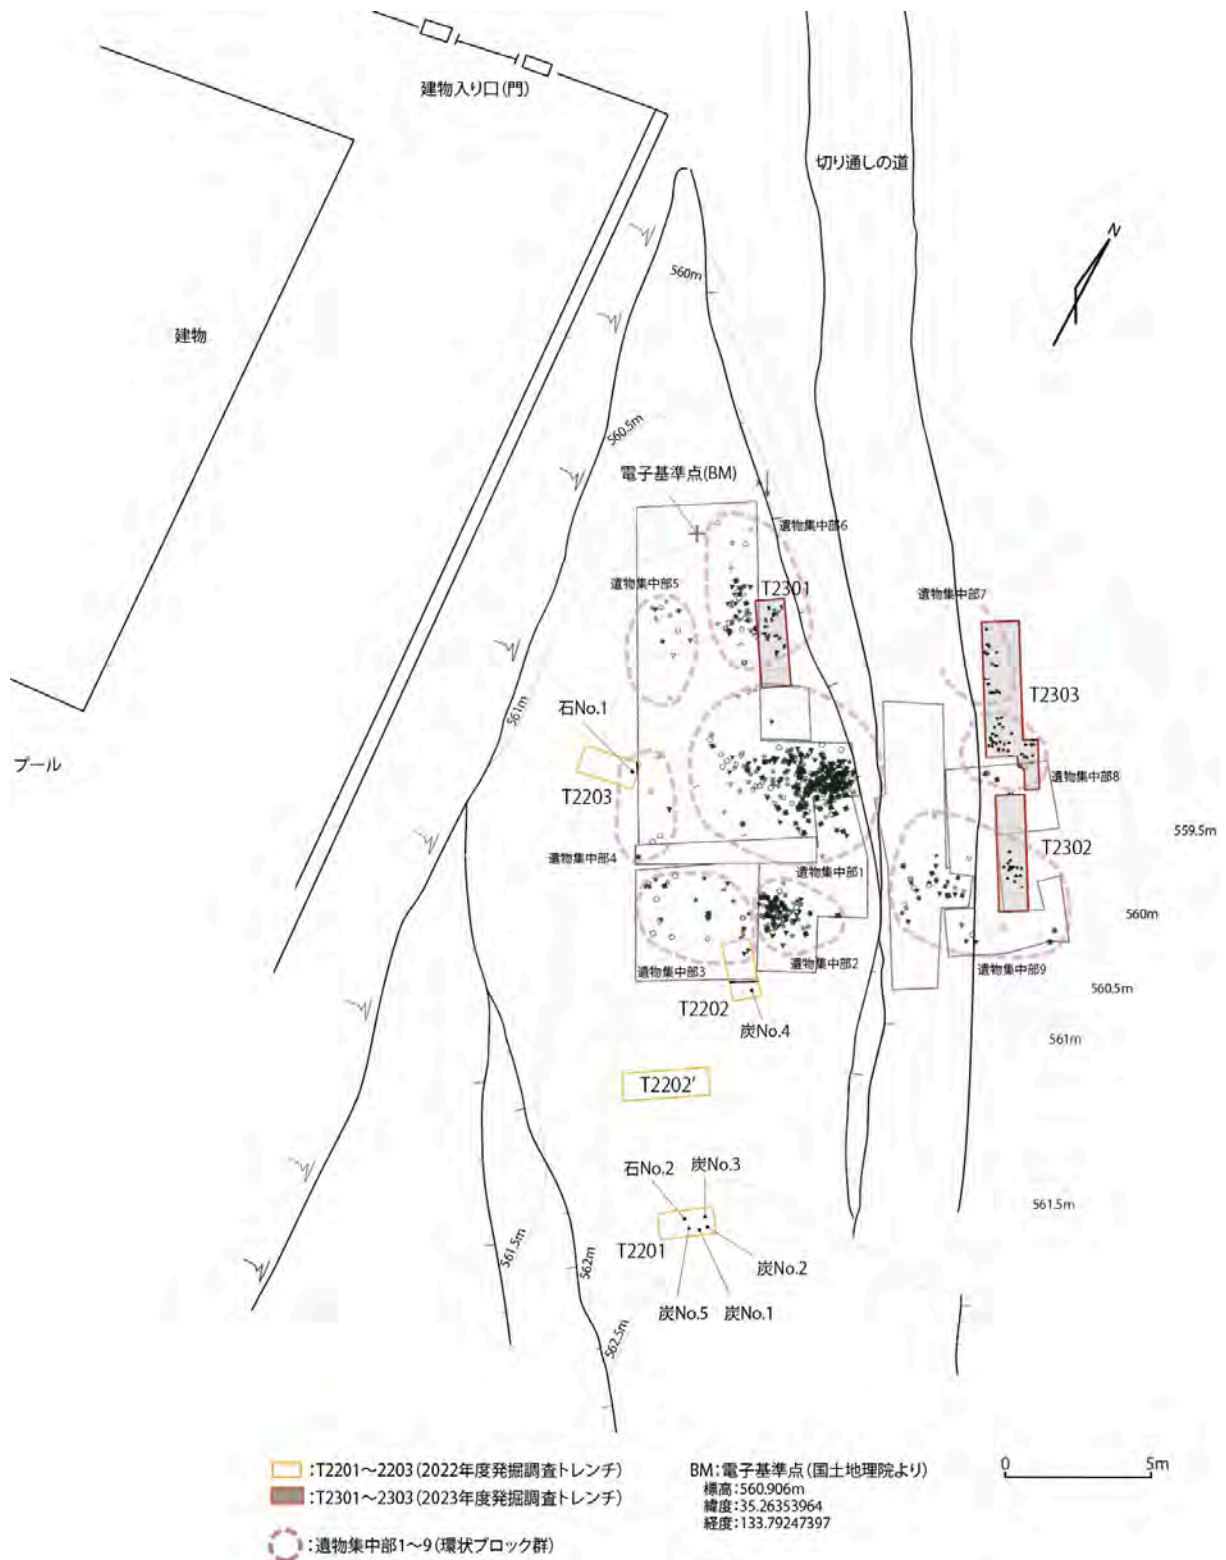 建物入り口(門)
切り通しの道
N
560m
建物
560.5m
電子基準点(BM)
遺物集中部6
遺物集中部5
T2301
遺物集中部7
T2303
561m
石No.1
プール
T2203
遺物集中部8
559.5m
T2302
遺物集中部4
遺物集中部1
560m
遺物集中部3
遺物集中部2
遺物集中部9
560.5m
T2202
炭No.4
561m
T2202′
石No.2
炭No.3
561.5m
T2201
561.5m
562m
炭No.2
炭No.5
炭No.1
562.5m
:T2201~2203(2022年度発掘調査トレンチ)
:T2301~2303(2023年度発掘調査トレンチ)
:遺物集中部1~9(環状ブロック群)
BM:電子基準点(国土地理院より)
標高:560.906m
緯度:35.26353964
経度:133.79247397
0 5m